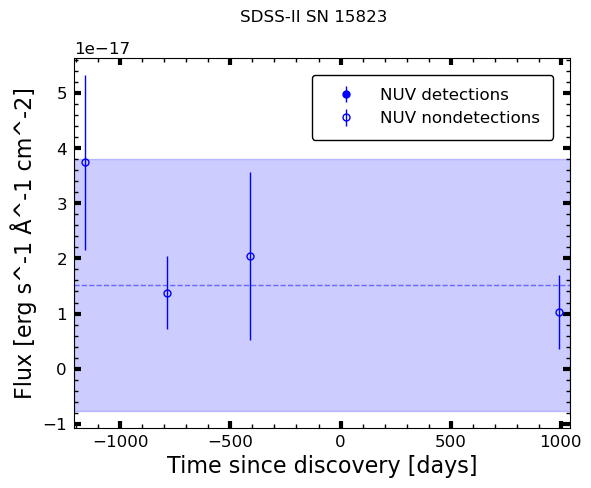 SDSS-II SN 15823
1e−17
NUV detections
NUV nondetections
5
4
3
2
1
0
−1
Flux [erg s^-1 Å^-1 cm^-2]
−1000 −500 0 500 1000
Time since discovery [days]